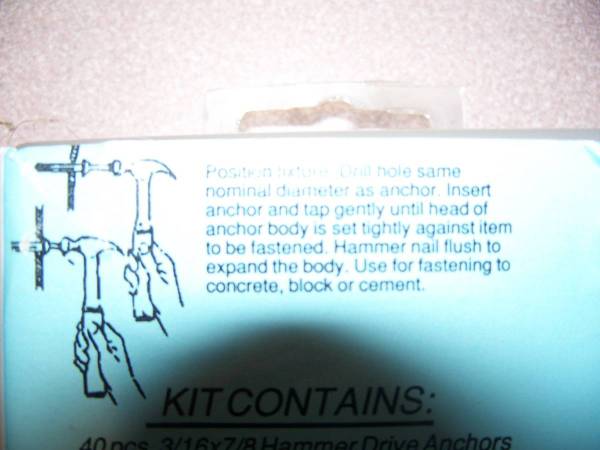 Position fixture. Drill hole same
nominal diameter as anchor. Insert
anchor and tap gently until head of
anchor body is set tightly against item
to be fastened. Hammer nail flush to
expand the body. Use for fastening to
concrete, block or cement.
KIT CONTAINS:
40 pcs. 3/16x7/8 Hammer Drive Anchors